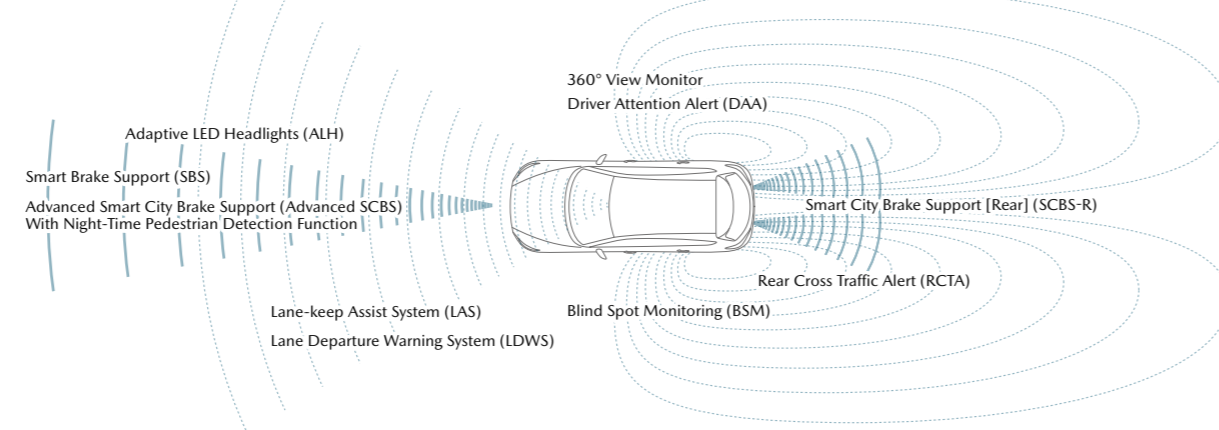 360° View Monitor
Driver Attention Alert (DAA)
Adaptive LED Headlights (ALH)
Smart Brake Support (SBS)
Advanced Smart City Brake Support (Advanced SCBS)
With Night-Time Pedestrian Detection Function
Smart City Brake Support [Rear] (SCBS-R)
Rear Cross Traffic Alert (RCTA)
Lane-keep Assist System (LAS)
Blind Spot Monitoring (BSM)
Lane Departure Warning System (LDWS)